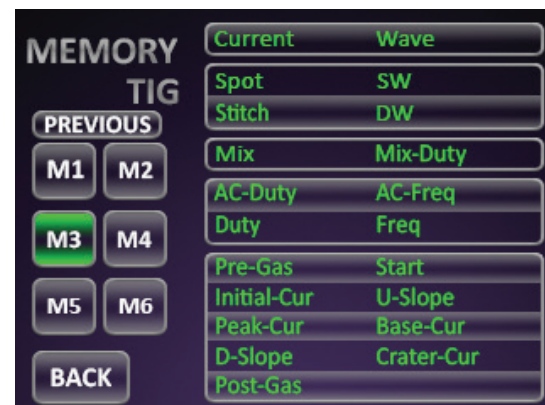 MEMORY
TIG
PREVIOUS
M1 M2
M3 M4
M5 M6
BACK
Current Wave
Spot SW
Stitch DW
Mix Mix-Duty
AC-Duty AC-Freq
Duty Freq
Pre-Gas Start
Initial-Cur U-Slope
Peak-Cur Base-Cur
D-Slope Crater-Cur
Post-Gas